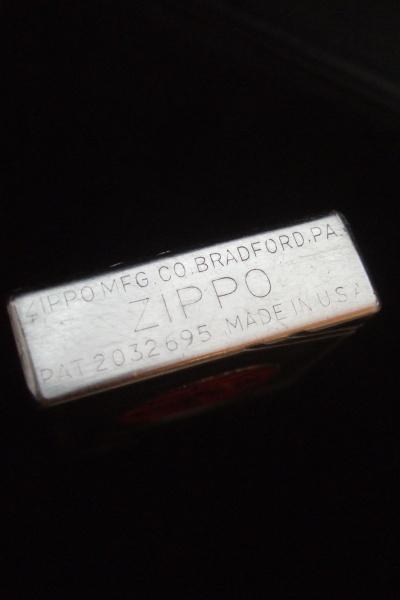 ZIPPO MFG.CO.BRADFORD,PA.
ZIPPO
PAT 2032695 MADE IN U.S.A